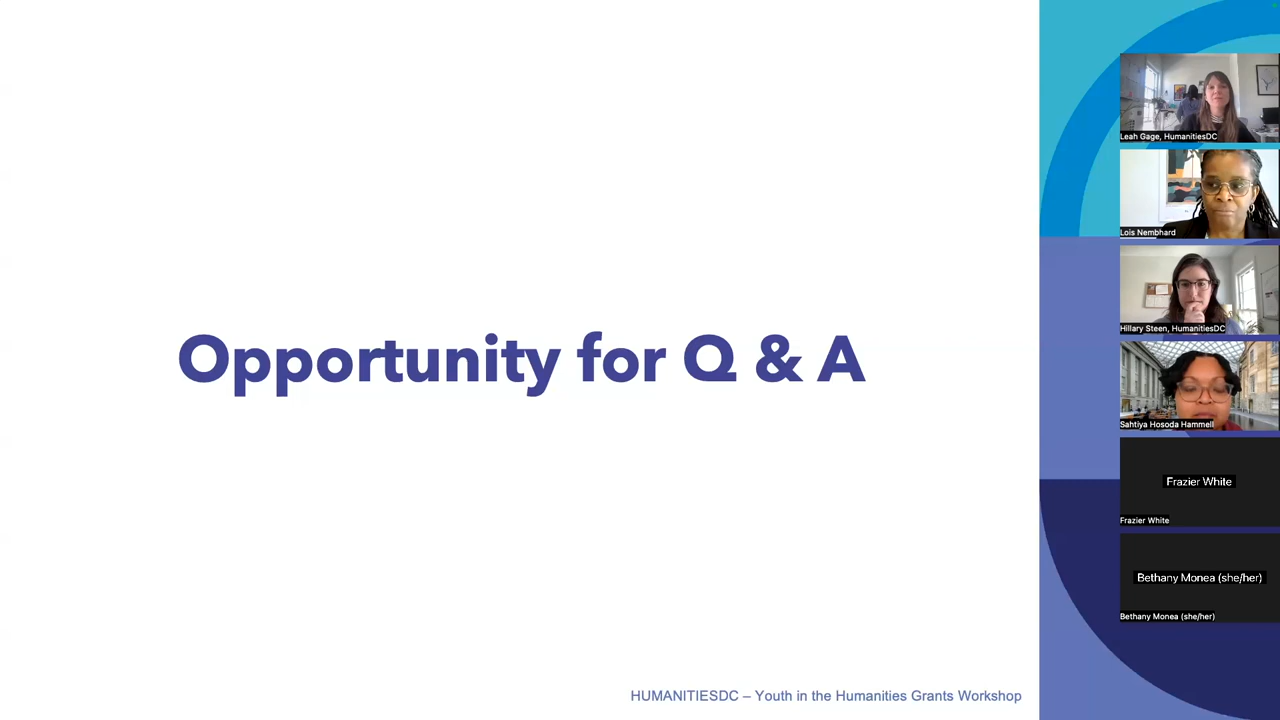 Opportunity for Q & A
HUMANITIESDC – Youth in the Humanities Grants Workshop
Leah Gage, HumanitiesDC
Lois Nembhard
Hillary Steen, HumanitiesDC
Sahtiya Hosoda Hammell
Frazier White
Frazier White
Bethany Monea (she/her)
Bethany Monea (she/her)